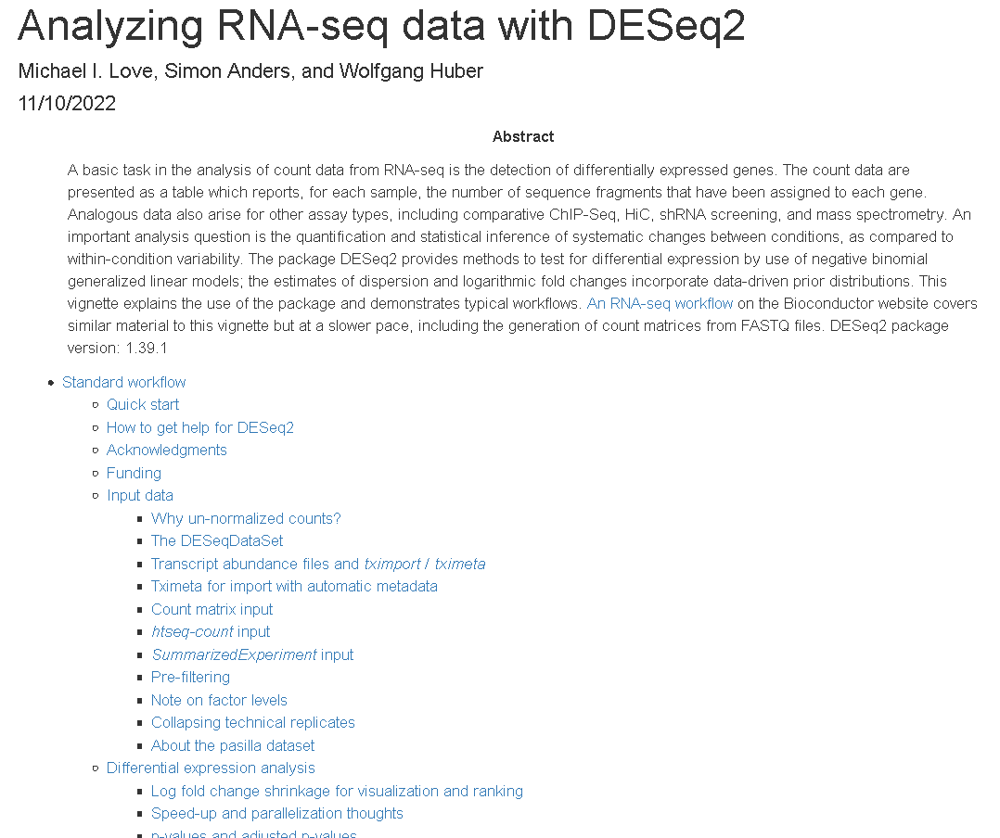 Analyzing RNA-seq data with DESeq2
Michael I. Love, Simon Anders, and Wolfgang Huber
11/10/2022
Abstract
A basic task in the analysis of count data from RNA-seq is the detection of differentially expressed genes. The count data are
presented as a table which reports, for each sample, the number of sequence fragments that have been assigned to each gene.
Analogous data also arise for other assay types, including comparative ChIP-Seq, HiC, shRNA screening, and mass spectrometry. An
important analysis question is the quantification and statistical inference of systematic changes between conditions, as compared to
within-condition variability. The package DESeq2 provides methods to test for differential expression by use of negative binomial
generalized linear models; the estimates of dispersion and logarithmic fold changes incorporate data-driven prior distributions. This
vignette explains the use of the package and demonstrates typical workflows. An RNA-seq workflow on the Bioconductor website covers
similar material to this vignette but at a slower pace, including the generation of count matrices from FASTQ files. DESeq2 package
version: 1.39.1
Standard workflow
Quick start
How to get help for DESeq2
Acknowledgments
Funding
Input data
Why un-normalized counts?
The DESeqDataSet
Transcript abundance files and tximport / tximeta
Tximeta for import with automatic metadata
Count matrix input
htseq-count input
SummarizedExperiment input
Pre-filtering
Note on factor levels
Collapsing technical replicates
About the pasilla dataset
Differential expression analysis
Log fold change shrinkage for visualization and ranking
Speed-up and parallelization thoughts
p-values and adjusted p-values